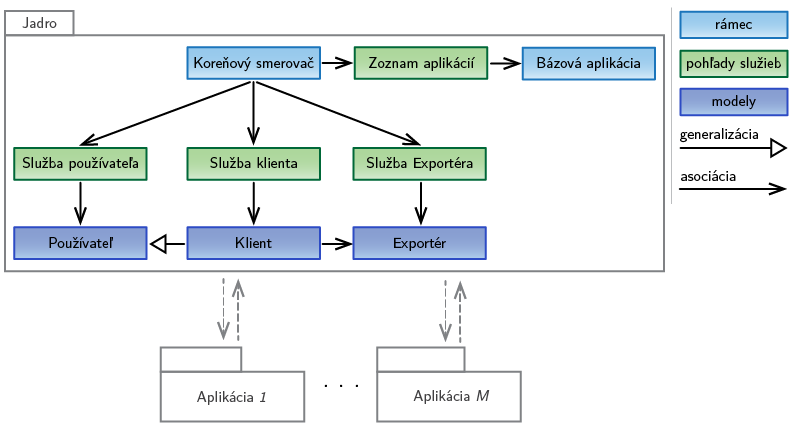 Jadro
Koreňový smerovač
Zoznam aplikácií
Bázová aplikácia
Služba používateľa
Služba klienta
Služba Exportéra
Používateľ
Klient
Exportér
rámec
pohľady služieb
modely
generalizácia
asociácia
Aplikácia 1
. . .
Aplikácia M